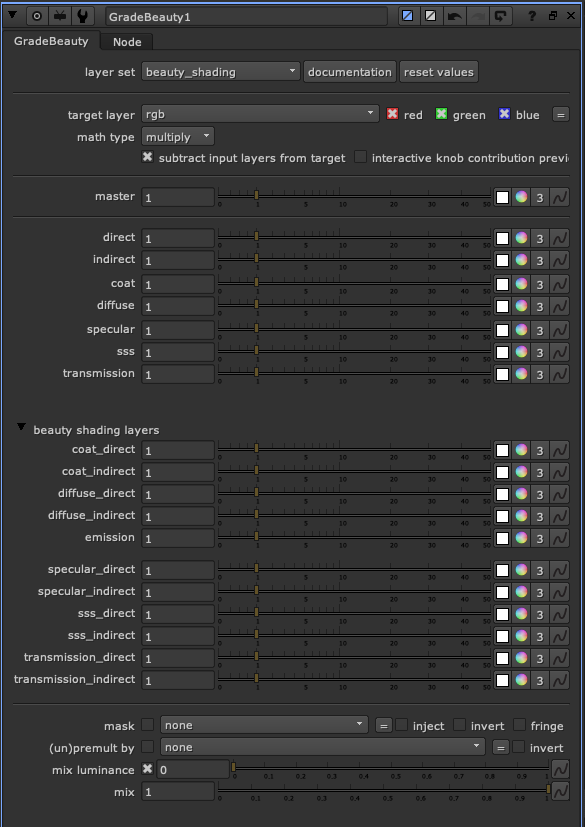 GradeBeauty1
GradeBeauty Node
layer set beauty_shading documentation reset values
target layer rgb red green blue =
math type multiply
subtract input layers from target interactive knob contribution previ
master 1 0 1 5 10 20 30 40 50 3
direct 1 0 1 5 10 20 30 40 50 3
indirect 1 0 1 5 10 20 30 40 50 3
coat 1 0 1 5 10 20 30 40 50 3
diffuse 1 0 1 5 10 20 30 40 50 3
specular 1 0 1 5 10 20 30 40 50 3
sss 1 0 1 5 10 20 30 40 50 3
transmission 1 0 1 5 10 20 30 40 50 3
beauty shading layers
coat_direct 1 0 1 5 10 20 30 40 50 3
coat_indirect 1 0 1 5 10 20 30 40 50 3
diffuse_direct 1 0 1 5 10 20 30 40 50 3
diffuse_indirect 1 0 1 5 10 20 30 40 50 3
emission 1 0 1 5 10 20 30 40 50 3
specular_direct 1 0 1 5 10 20 30 40 50 3
specular_indirect 1 0 1 5 10 20 30 40 50 3
sss_direct 1 0 1 5 10 20 30 40 50 3
sss_indirect 1 0 1 5 10 20 30 40 50 3
transmission_direct 1 0 1 5 10 20 30 40 50 3
transmission_indirect 1 0 1 5 10 20 30 40 50 3
mask none = inject invert fringe
(un)premult by none = invert
mix luminance 0 0 0.1 0.2 0.3 0.4 0.5 0.6 0.7 0.8 0.9 1
mix 1 0 0.1 0.2 0.3 0.4 0.5 0.6 0.7 0.8 0.9 1